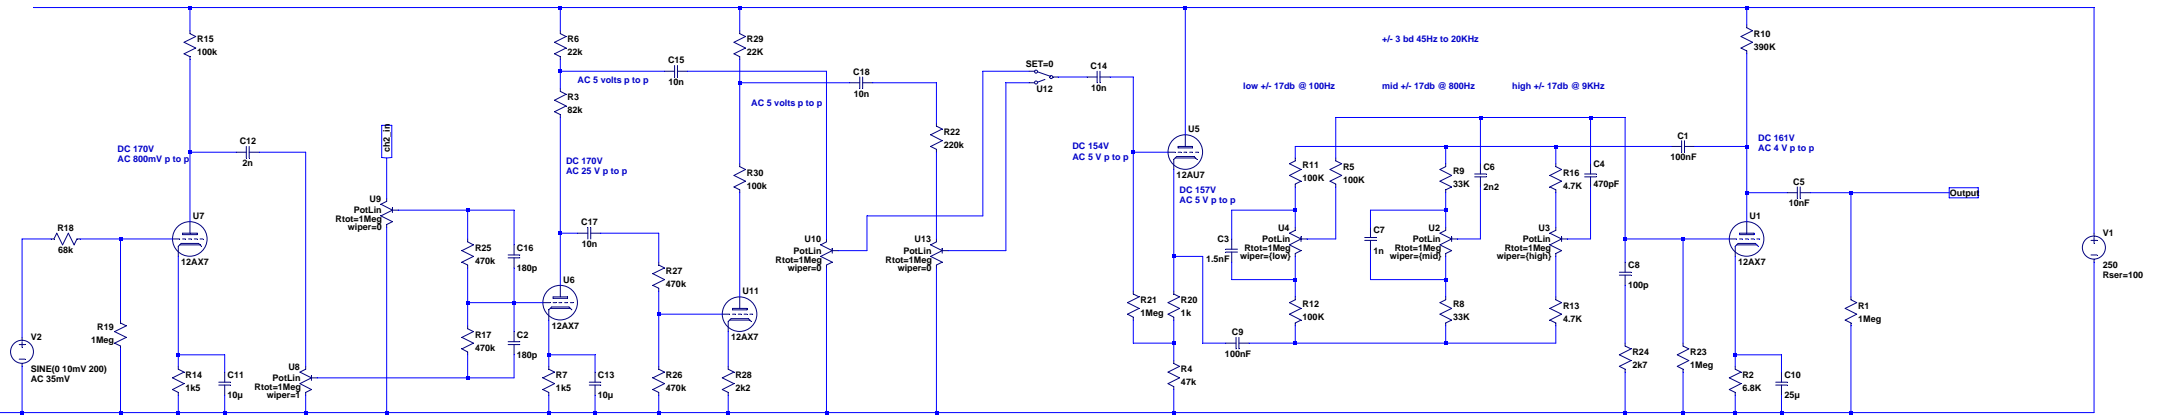 R15
100k
R6
22k
R29
22K
+/- 3 bd 45Hz to 20KHz
R10
390K
C15
10n
AC 5 volts p to p
C18
10n
SET=0
U12
C14
10n
low +/- 17db @ 100Hz
mid +/- 17db @ 800Hz
high +/- 17db @ 9KHz
R3
82k
AC 5 volts p to p
ch2_in
C12
2n
DC 170V
AC 800mV p to p
DC 170V
AC 25 V p to p
R22
220k
DC 154V
AC 5 V p to p
U5
12AU7
C1
100nF
DC 161V
AC 4 V p to p
R11
100K
R5
100K
R9
33K
C6
2n2
R16
4.7K
C4
470pF
R30
100k
DC 157V
AC 5 V p to p
C5
10nF
Output
U9
PotLin
Rtot=1Meg
wiper=0
U7
12AX7
R18
68k
C17
10n
R25
470k
C16
180p
U10
PotLin
Rtot=1Meg
wiper=0
U13
PotLin
Rtot=1Meg
wiper=0
C3
1.5nF
U4
PotLin
Rtot=1Meg
wiper={low}
C7
1n
U2
PotLin
Rtot=1Meg
wiper={mid}
U3
PotLin
Rtot=1Meg
wiper={high}
U1
12AX7
V1
250
Rser=100
C8
100p
R27
470k
U6
12AX7
U11
12AX7
R21
1Meg
R20
1k
R12
100K
R8
33K
R13
4.7K
R1
1Meg
R19
1Meg
R17
470k
C2
180p
C9
100nF
V2
SINE(0 10mV 200)
AC 35mV
R14
1k5
C11
10µ
U8
PotLin
Rtot=1Meg
wiper=1
R7
1k5
C13
10µ
R26
470k
R28
2k2
R4
47k
R24
2k7
R23
1Meg
R2
6.8K
C10
25µ